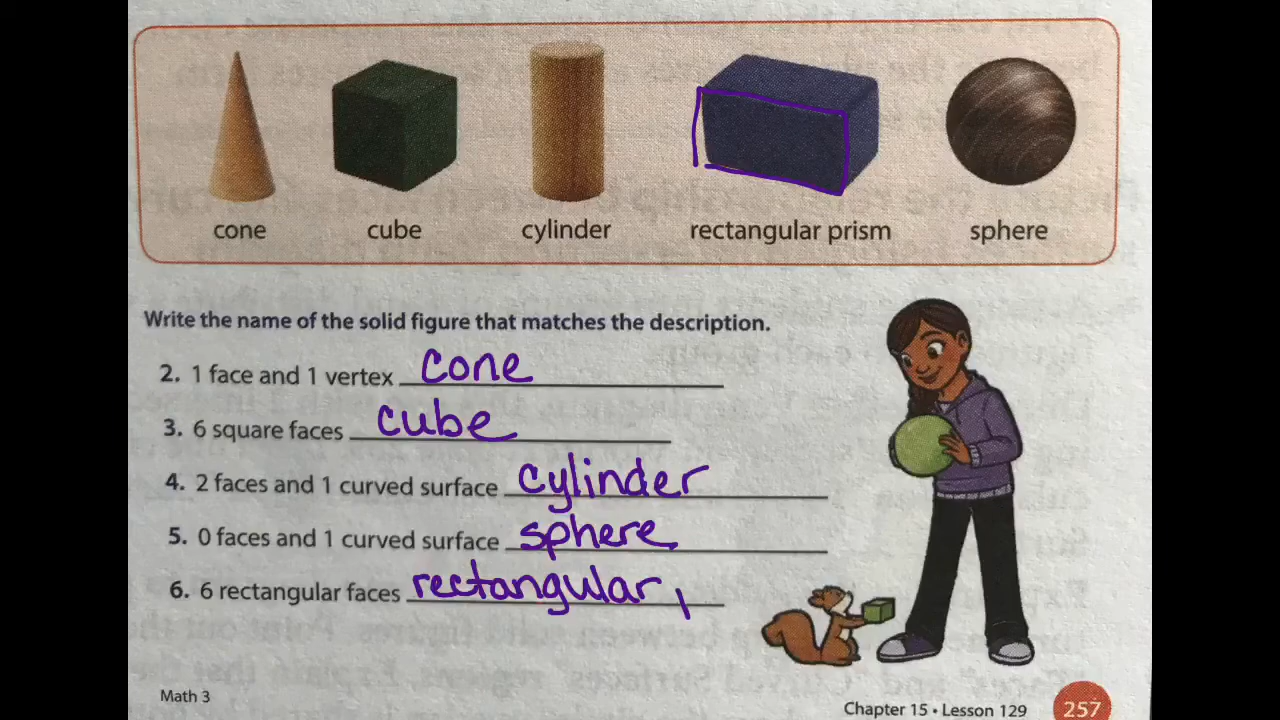 cone cube cylinder rectangular prism sphere
Write the name of the solid figure that matches the description.
2. 1 face and 1 vertex cone
3. 6 square faces cube
4. 2 faces and 1 curved surface cylinder
5. 0 faces and 1 curved surface sphere
6. 6 rectangular faces rectangular
Math 3
Chapter 15 • Lesson 129 257